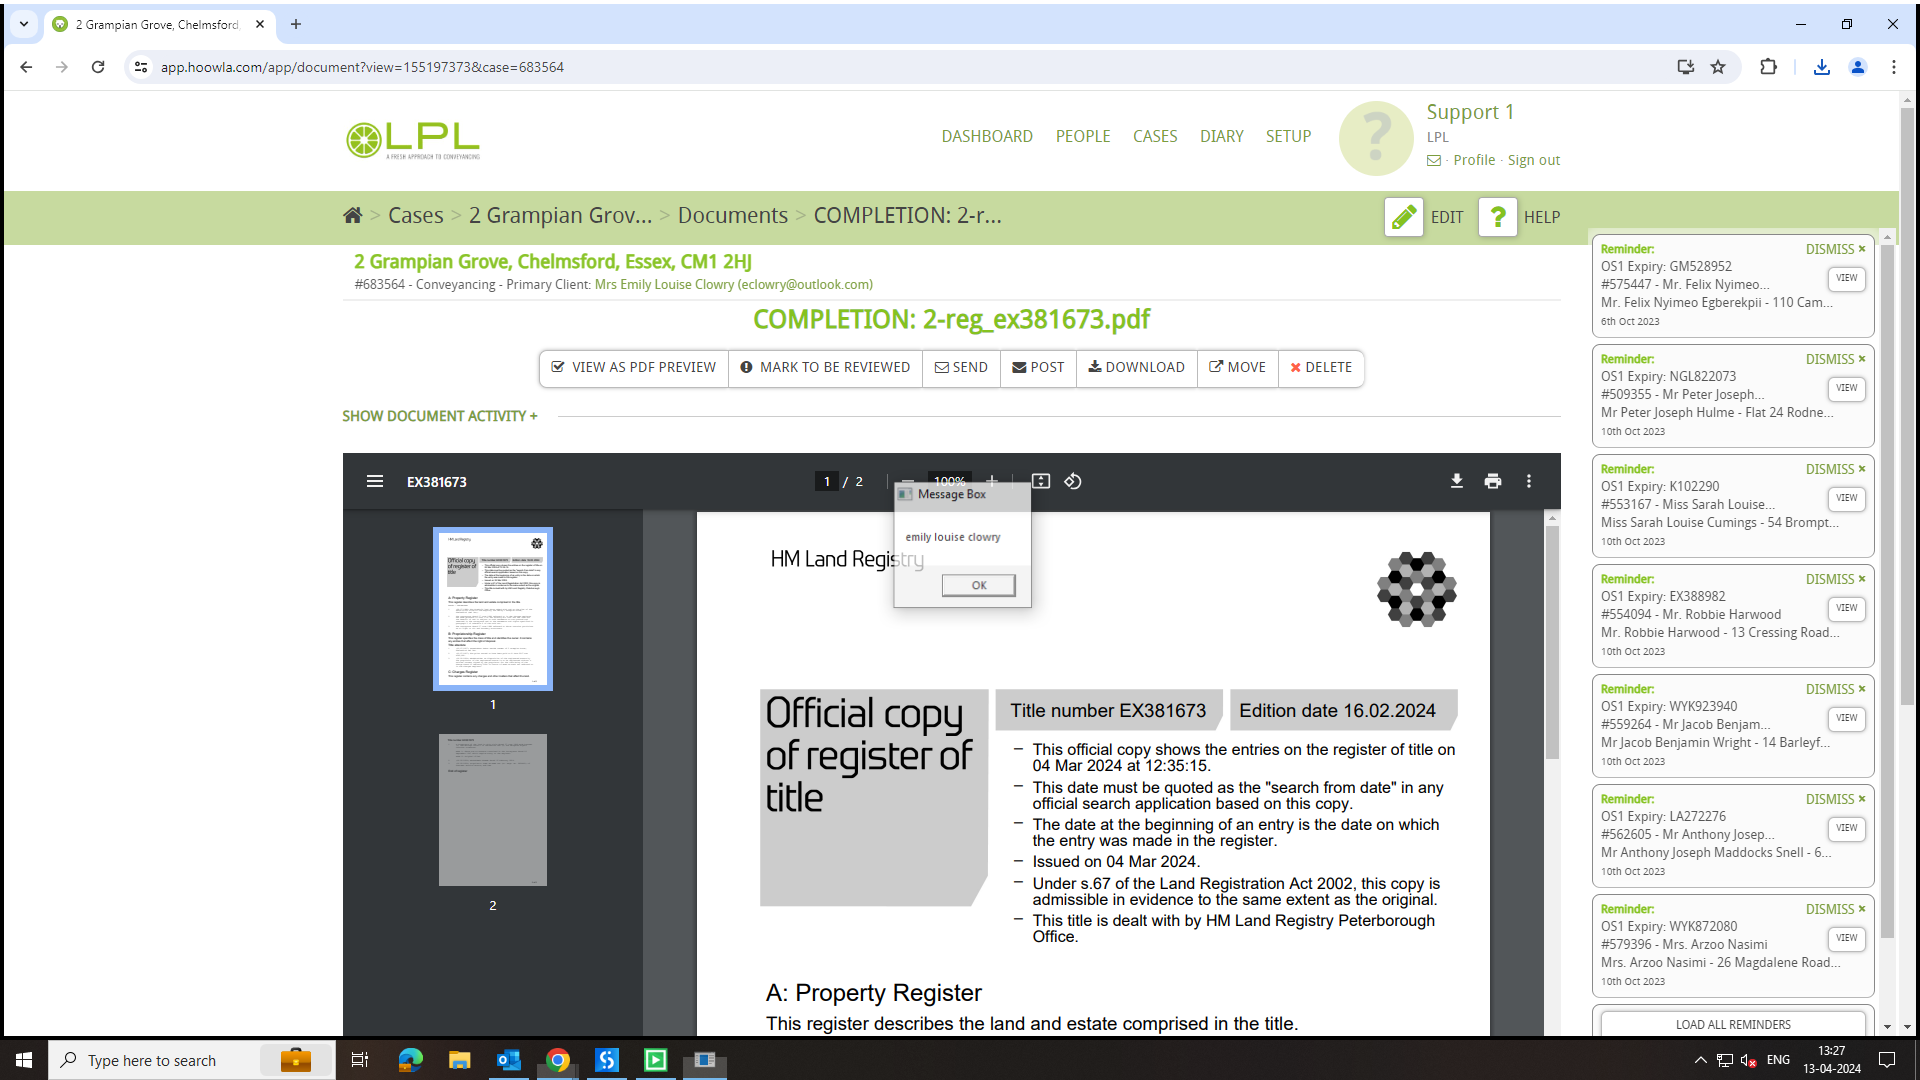 2 Grampian Grove, Chelmsford,
app.hoowla.com/app/document?view=155197373&case=683564
LPL
A FRESH APPROACH TO CONVEYANCING
DASHBOARD
PEOPLE
CASES
DIARY
SETUP
?
Support 1
LPL
· Profile · Sign out
> Cases > 2 Grampian Grov... > Documents > COMPLETION: 2-r...
EDIT
? HELP
2 Grampian Grove, Chelmsford, Essex, CM1 2HJ
#683564 - Conveyancing - Primary Client: Mrs Emily Louise Clowry (eclowry@outlook.com)
COMPLETION: 2-reg_ex381673.pdf
VIEW AS PDF PREVIEW
MARK TO BE REVIEWED
SEND
POST
DOWNLOAD
MOVE
DELETE
SHOW DOCUMENT ACTIVITY +
EX381673
1 / 2
100%
Message Box
emily louise clowry
OK
1
2
HM Land Registry
Official copy
of register of
title
Title number EX381673
Edition date 16.02.2024
– This official copy shows the entries on the register of title on
04 Mar 2024 at 12:35:15.
– This date must be quoted as the "search from date" in any
official search application based on this copy.
– The date at the beginning of an entry is the date on which
the entry was made in the register.
– Issued on 04 Mar 2024.
– Under s.67 of the Land Registration Act 2002, this copy is
admissible in evidence to the same extent as the original.
– This title is dealt with by HM Land Registry Peterborough
Office.
A: Property Register
This register describes the land and estate comprised in the title.
Reminder:
DISMISS ×
OS1 Expiry: GM528952
#575447 - Mr. Felix Nyimeo...
VIEW
Mr. Felix Nyimeo Egberekpii - 110 Cam...
6th Oct 2023
Reminder:
DISMISS ×
OS1 Expiry: NGL822073
#509355 - Mr Peter Joseph...
VIEW
Mr Peter Joseph Hulme - Flat 24 Rodne...
10th Oct 2023
Reminder:
DISMISS ×
OS1 Expiry: K102290
#553167 - Miss Sarah Louise...
VIEW
Miss Sarah Louise Cumings - 54 Brompt...
10th Oct 2023
Reminder:
DISMISS ×
OS1 Expiry: EX388982
#554094 - Mr. Robbie Harwood
VIEW
Mr. Robbie Harwood - 13 Cressing Road...
10th Oct 2023
Reminder:
DISMISS ×
OS1 Expiry: WYK923940
#559264 - Mr Jacob Benjam...
VIEW
Mr Jacob Benjamin Wright - 14 Barleyf...
10th Oct 2023
Reminder:
DISMISS ×
OS1 Expiry: LA272276
#562605 - Mr Anthony Josep...
VIEW
Mr Anthony Joseph Maddocks Snell - 6...
10th Oct 2023
Reminder:
DISMISS ×
OS1 Expiry: WYK872080
#579396 - Mrs. Arzoo Nasimi
VIEW
Mrs. Arzoo Nasimi - 26 Magdalene Road...
10th Oct 2023
LOAD ALL REMINDERS
Type here to search
ENG
13:27
13-04-2024